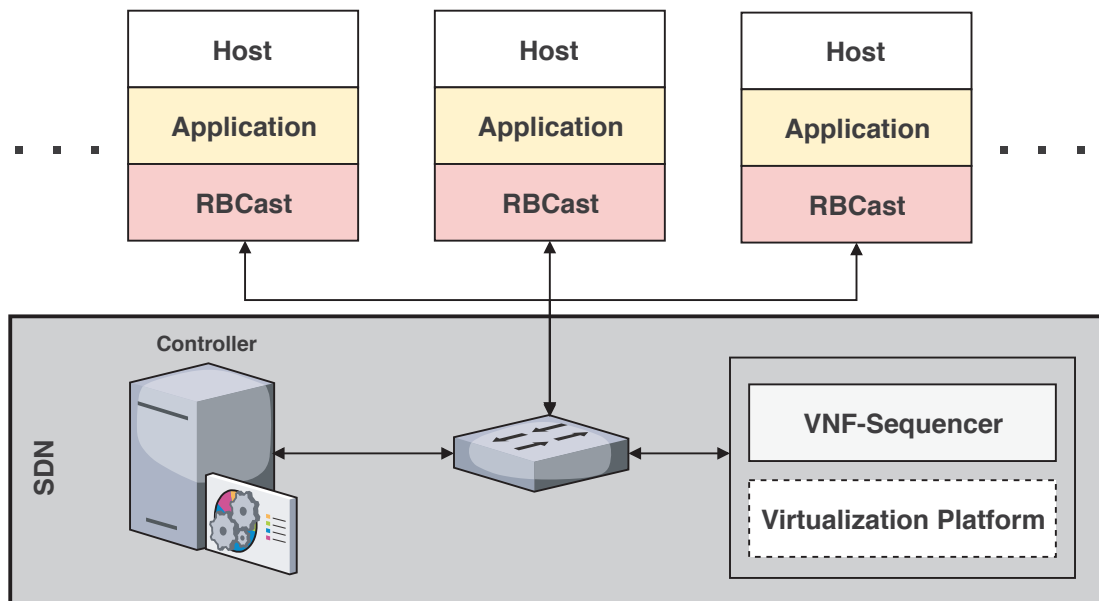 Host
Host
Host
Application
Application
Application
RBCast
RBCast
RBCast
Controller
SDN
VNF-Sequencer
Virtualization Platform